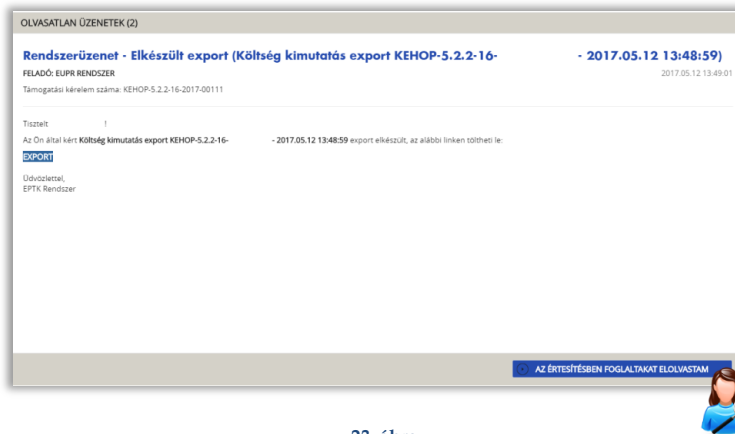 OLVASATLAN ÜZENETEK (2)
Rendszerüzenet - Elkészült export (Költség kimutatás export KEHOP-5.2.2-16- - 2017.05.12 13:48:59)
FELADÓ: EUPR RENDSZER 2017.05.12 13:49:01
Támogatási kérelem száma: KEHOP-5.2.2-16-2017-00111
Tisztelt !
Az Ön által kért Költség kimutatás export KEHOP-5.2.2-16- - 2017.05.12 13:48:59 export elkészült, az alábbi linken töltheti le:
EXPORT
Üdvözlettel,
EPTK Rendszer
AZ ÉRTESÍTÉSBEN FOGLALTAKAT ELOLVASTAM